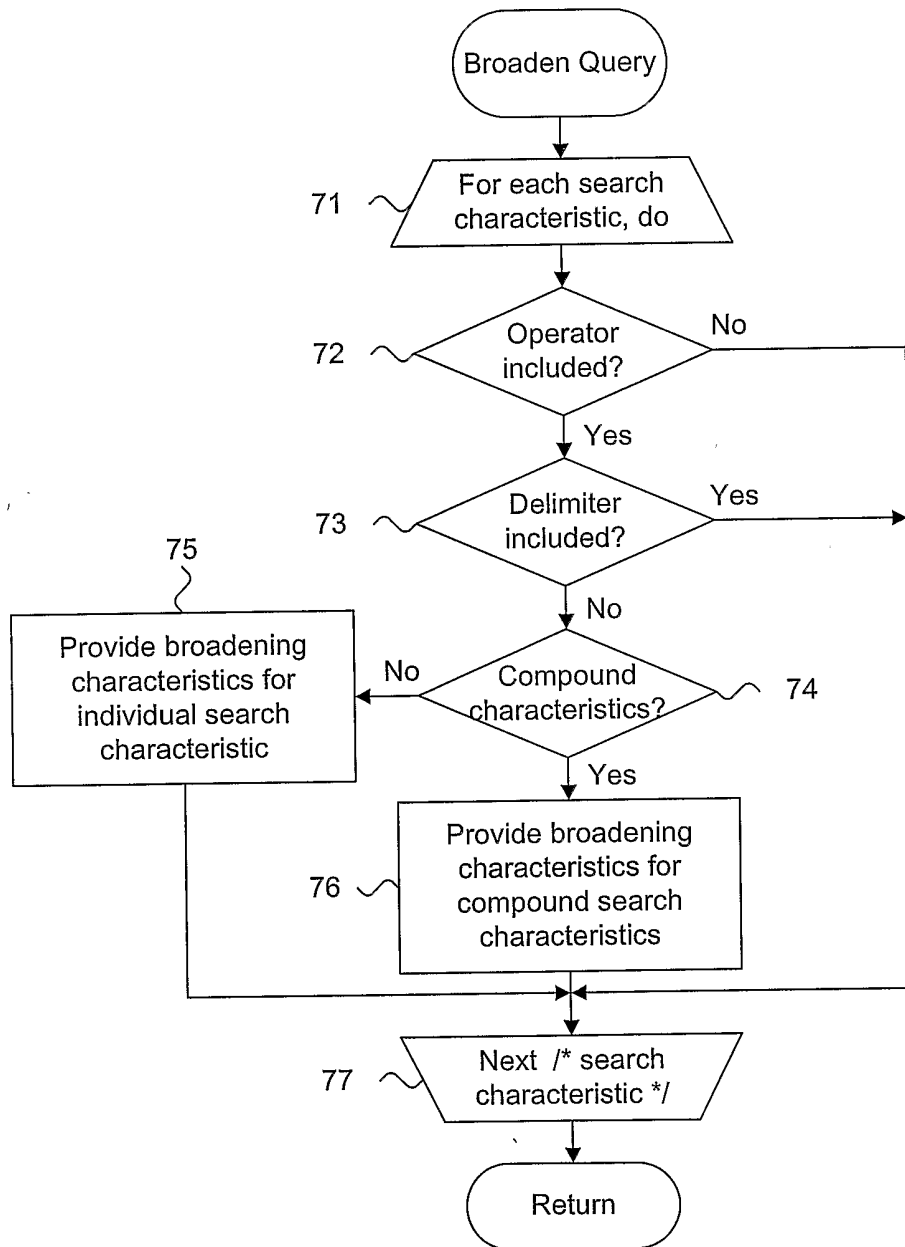 Broaden Query
71
For each search
characteristic, do
72
Operator
included?
No
Yes
73
Delimiter
included?
Yes
No
75
Provide broadening
characteristics for
individual search
characteristic
No
Compound
characteristics?
74
Yes
76
Provide broadening
characteristics for
compound search
characteristics
77
Next /* search
characteristic */
Return